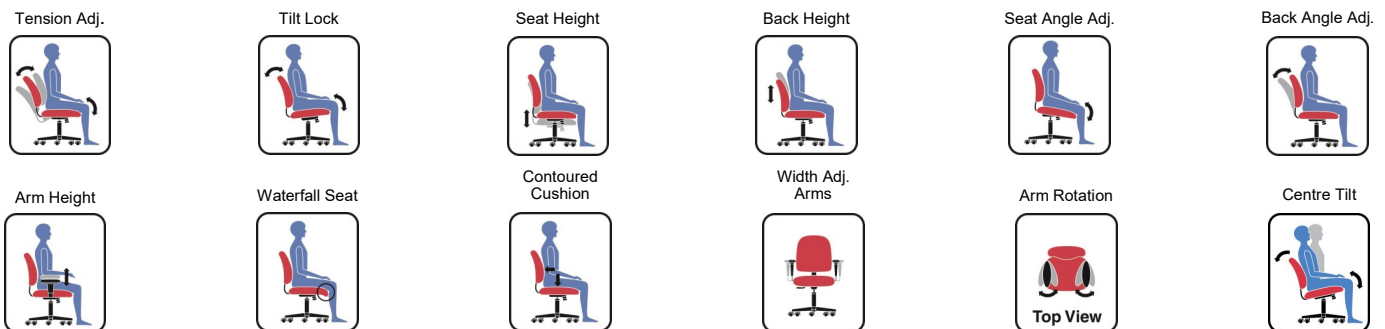 Tension Adj.
Tilt Lock
Seat Height
Back Height
Seat Angle Adj.
Back Angle Adj.
Arm Height
Waterfall Seat
Contoured
Cushion
Width Adj.
Arms
Arm Rotation
Centre Tilt
Top View